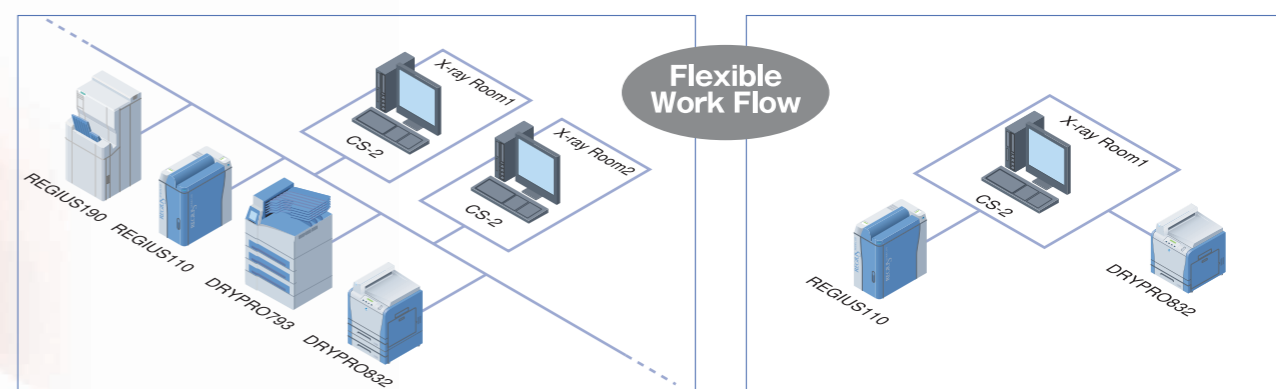 Flexible
Work Flow
X-ray Room1
CS-2
X-ray Room2
CS-2
REGIUS190
REGIUS110
DRYPRO793
DRYPRO832
X-ray Room1
CS-2
REGIUS110
DRYPRO832